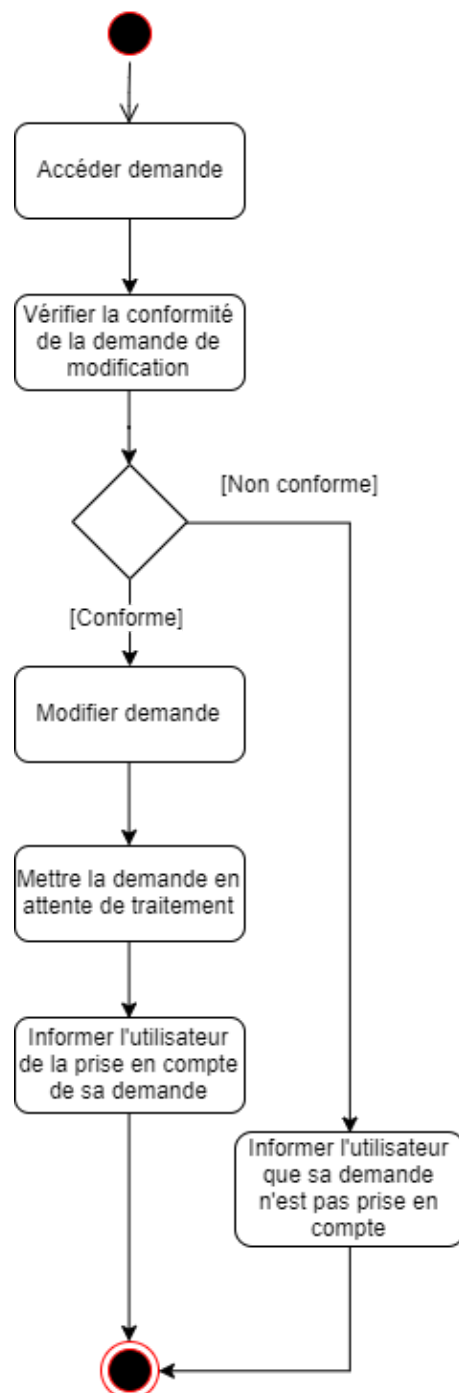 Accéder demande
Vérifier la conformité
de la demande de
modification
[Non conforme]
[Conforme]
Modifier demande
Mettre la demande en
attente de traitement
Informer l'utilisateur
de la prise en compte
de sa demande
Informer l'utilisateur
que sa demande
n'est pas prise en
compte